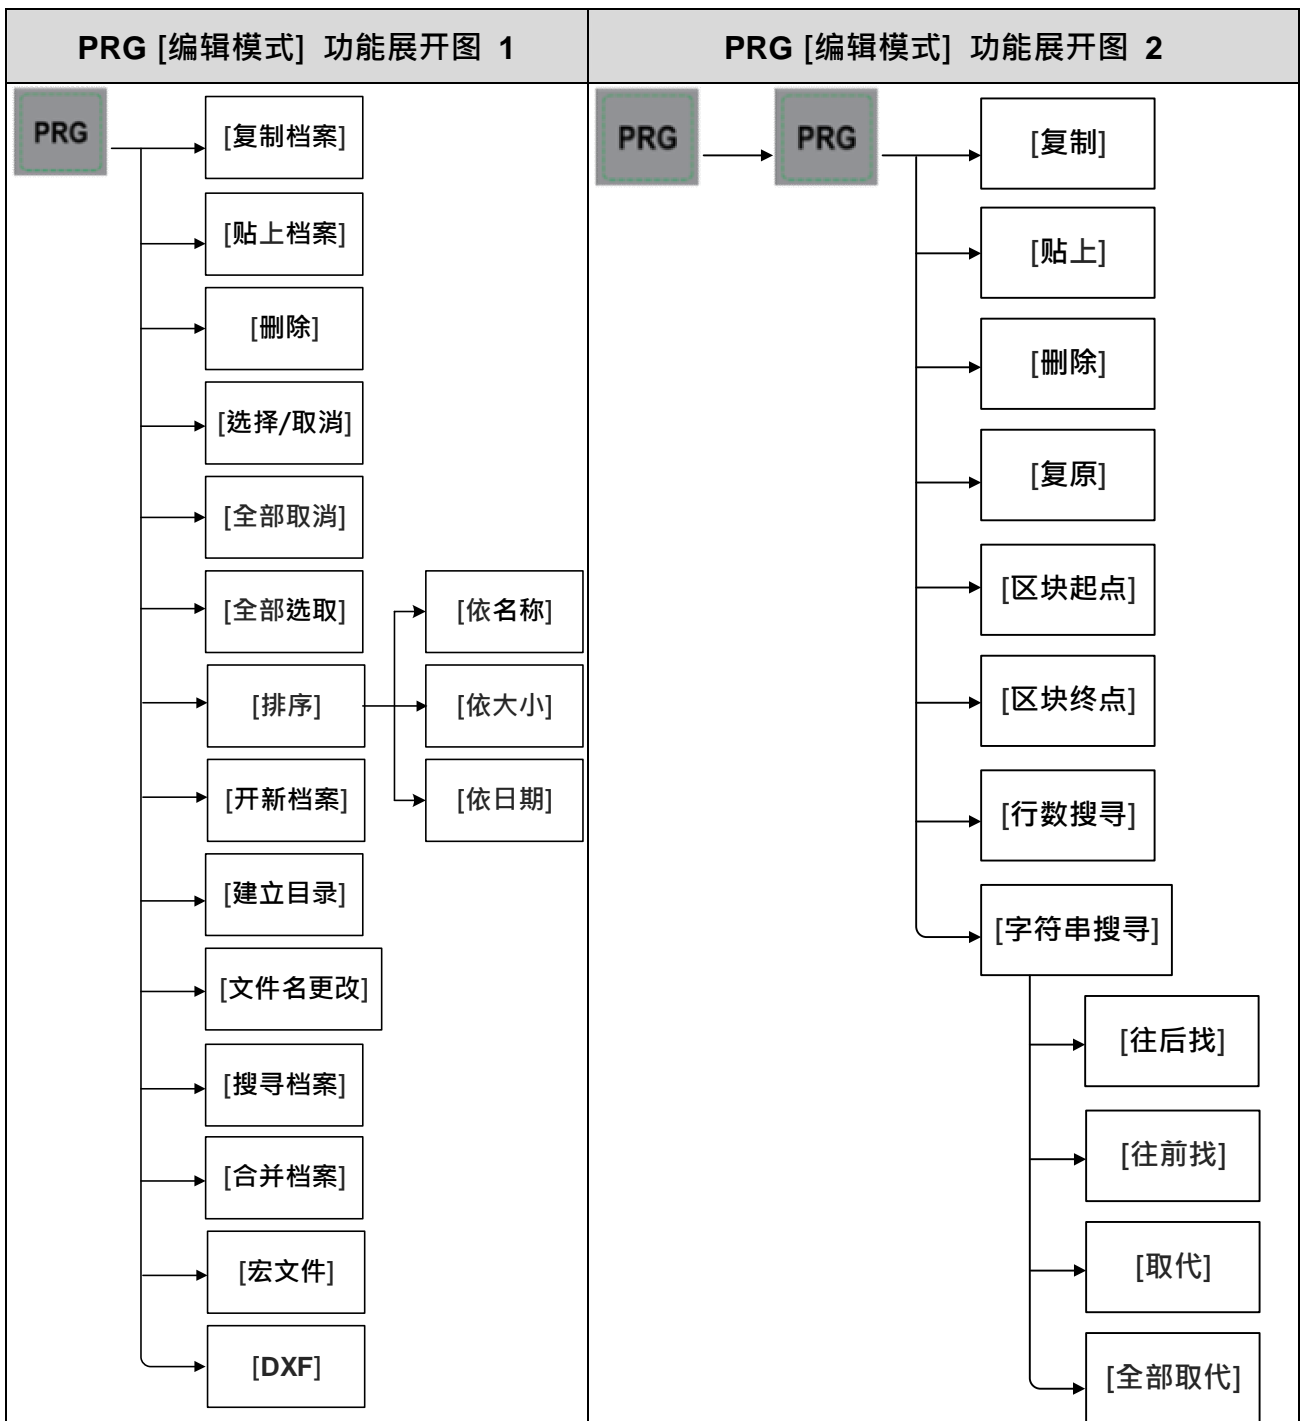 PRG [编辑模式] 功能展开图 1
PRG
[复制档案]
[贴上档案]
[删除]
[选择/取消]
[全部取消]
[全部选取]
[排序]
[依名称]
[依大小]
[依日期]
[开新档案]
[建立目录]
[文件名更改]
[搜寻档案]
[合并档案]
[宏文件]
[DXF]
PRG [编辑模式] 功能展开图 2
PRG
PRG
[复制]
[贴上]
[删除]
[复原]
[区块起点]
[区块终点]
[行数搜寻]
[字符串搜寻]
[往后找]
[往前找]
[取代]
[全部取代]